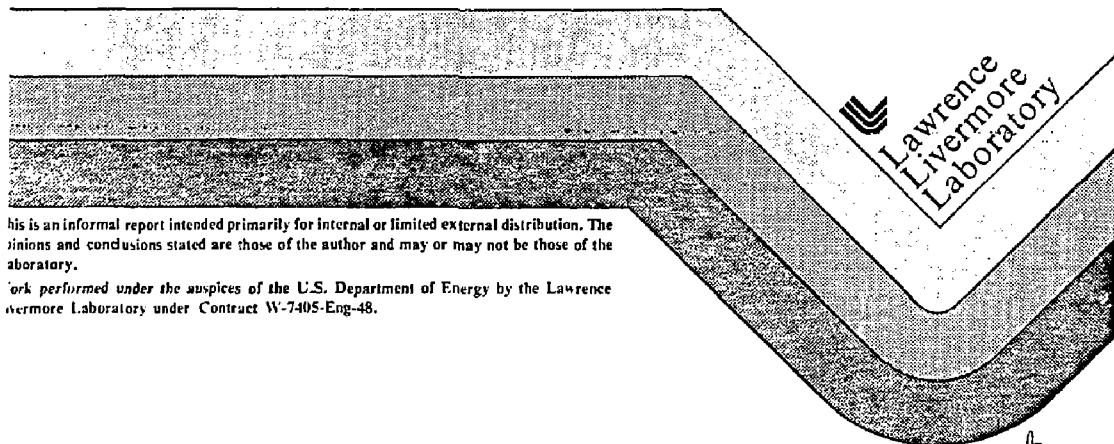 Lawrence
Livermore
Laboratory
his is an informal report intended primarily for internal or limited external distribution. The
inions and conclusions stated are those of the author and may or may not be those of the
aboratory.
ork performed under the auspices of the U.S. Department of Energy by the Lawrence
vermore Laboratory under Contract W-7405-Eng-48.